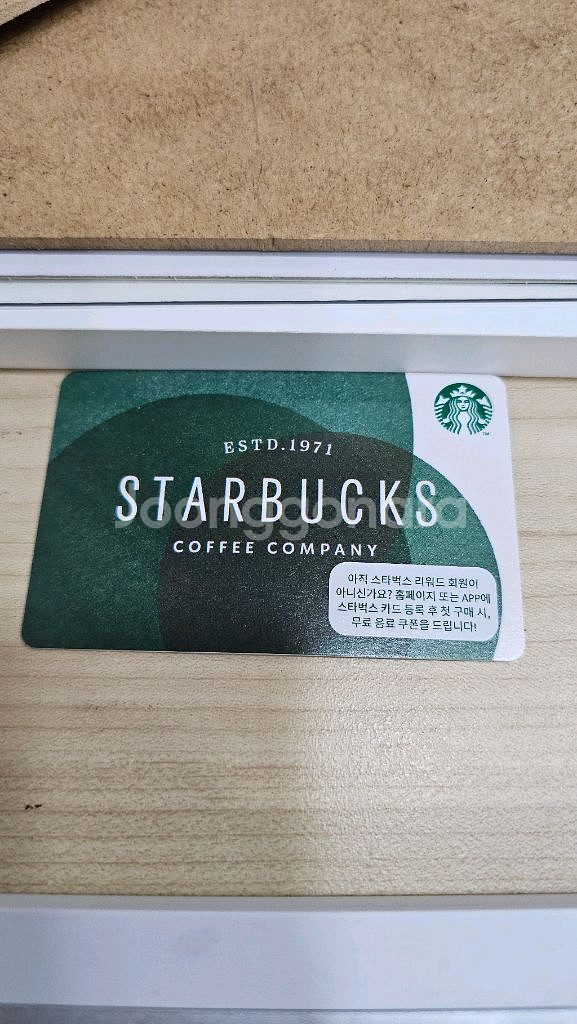 ESTD.1971
STARBUCKS
joonggonara
COFFEE COMPANY
아직 스타벅스 리워드 회원이
아니신가요? 홈페이지 또는 APP에
스타벅스 카드 등록 후 첫 구매 시,
무료 음료 쿠폰을 드립니다!
TM